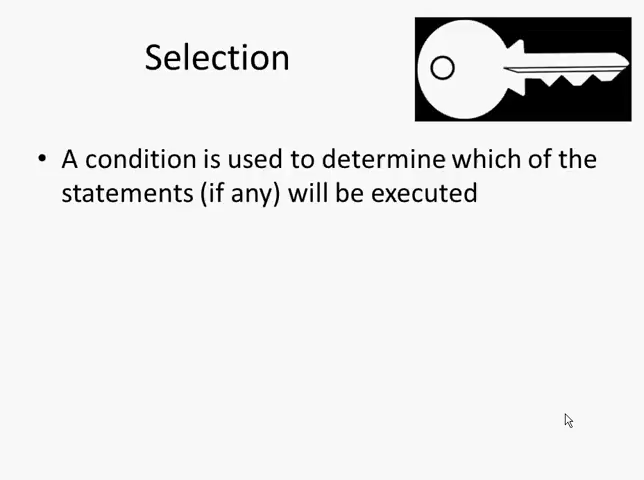 Selection
• A condition is used to determine which of the
statements (if any) will be executed